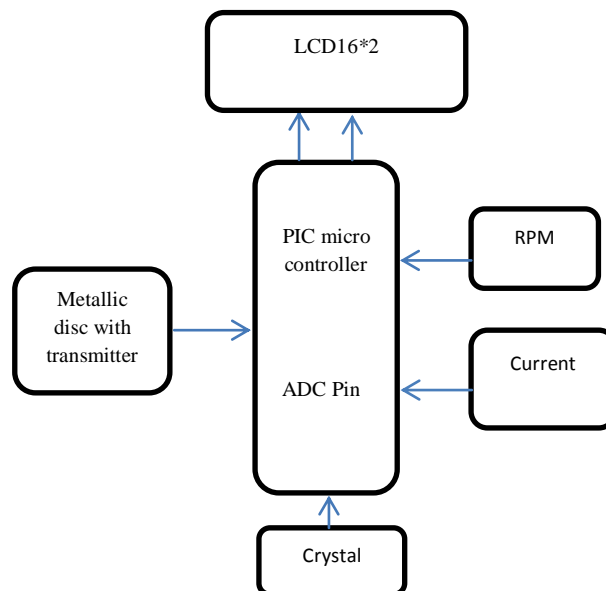 LCD16*2
PIC micro
controller
RPM
Metallic
disc with
transmitter
Current
ADC Pin
Crystal